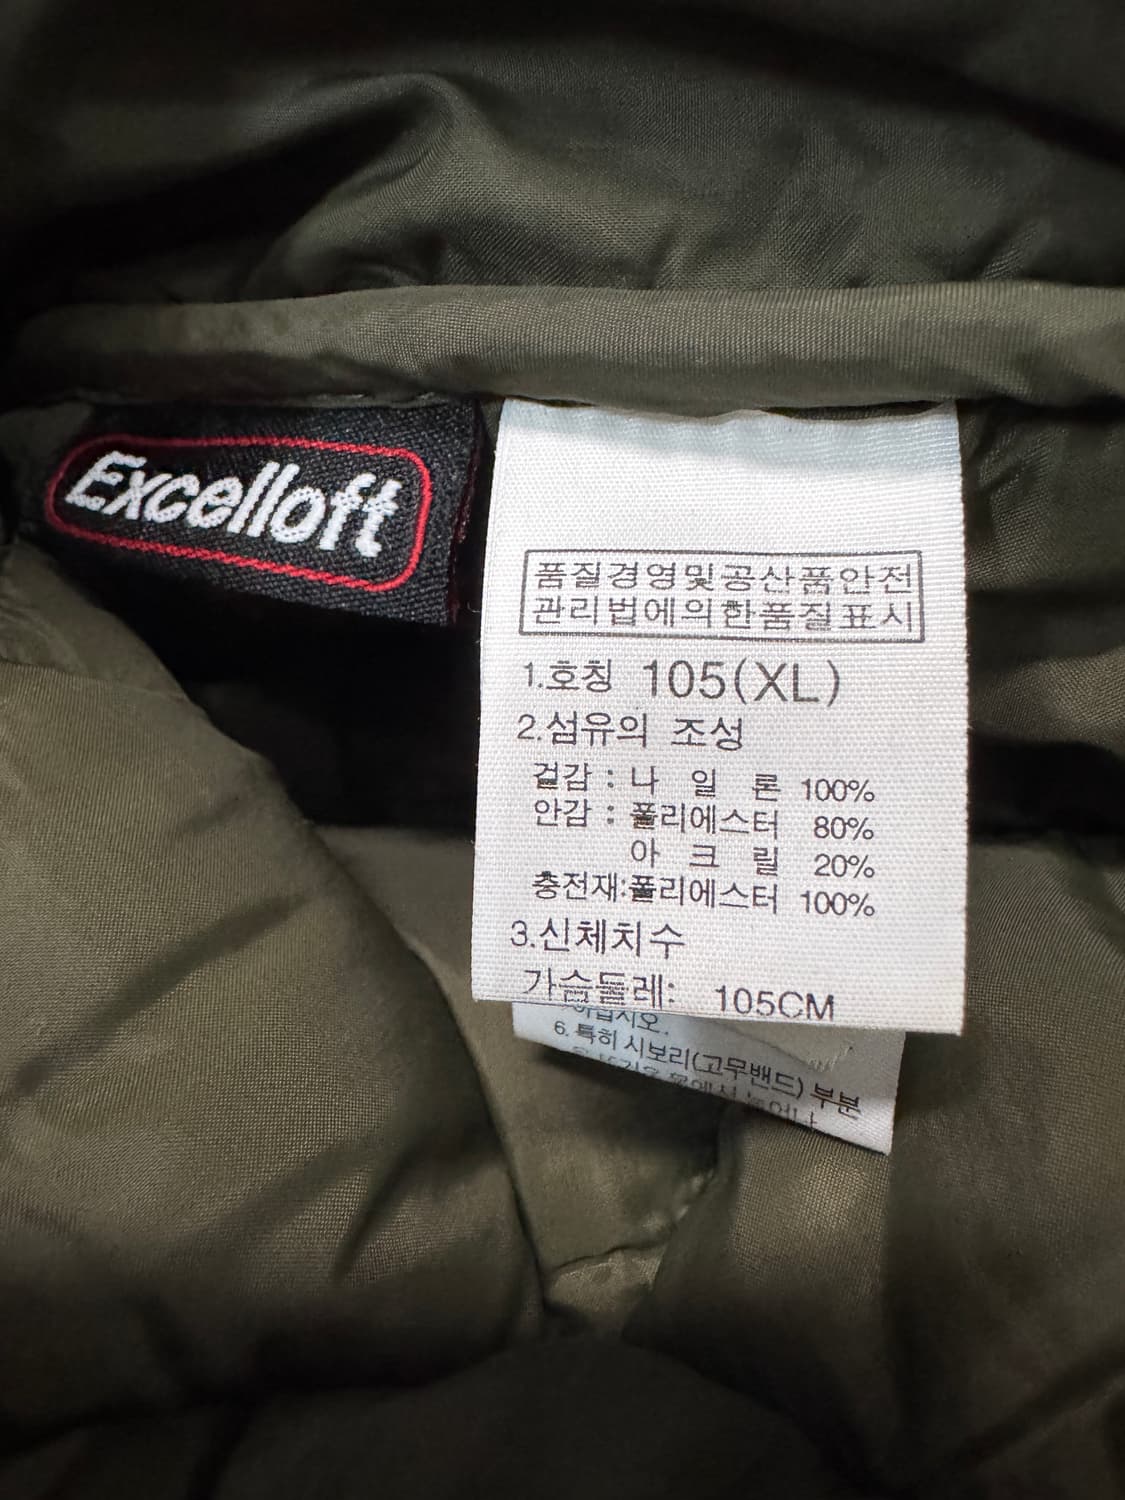 Excelloft
품질경영및공산품안전
관리법에의한품질표시
1.호칭 105(XL)
2.섬유의 조성
겉감 : 나 일 론 100%
안감 : 폴리에스터 80%
아 크 릴 20%
충전재:폴리에스터 100%
3.신체치수
가슴둘레: 105CM
6. 특히 시보리(고무밴드) 부분